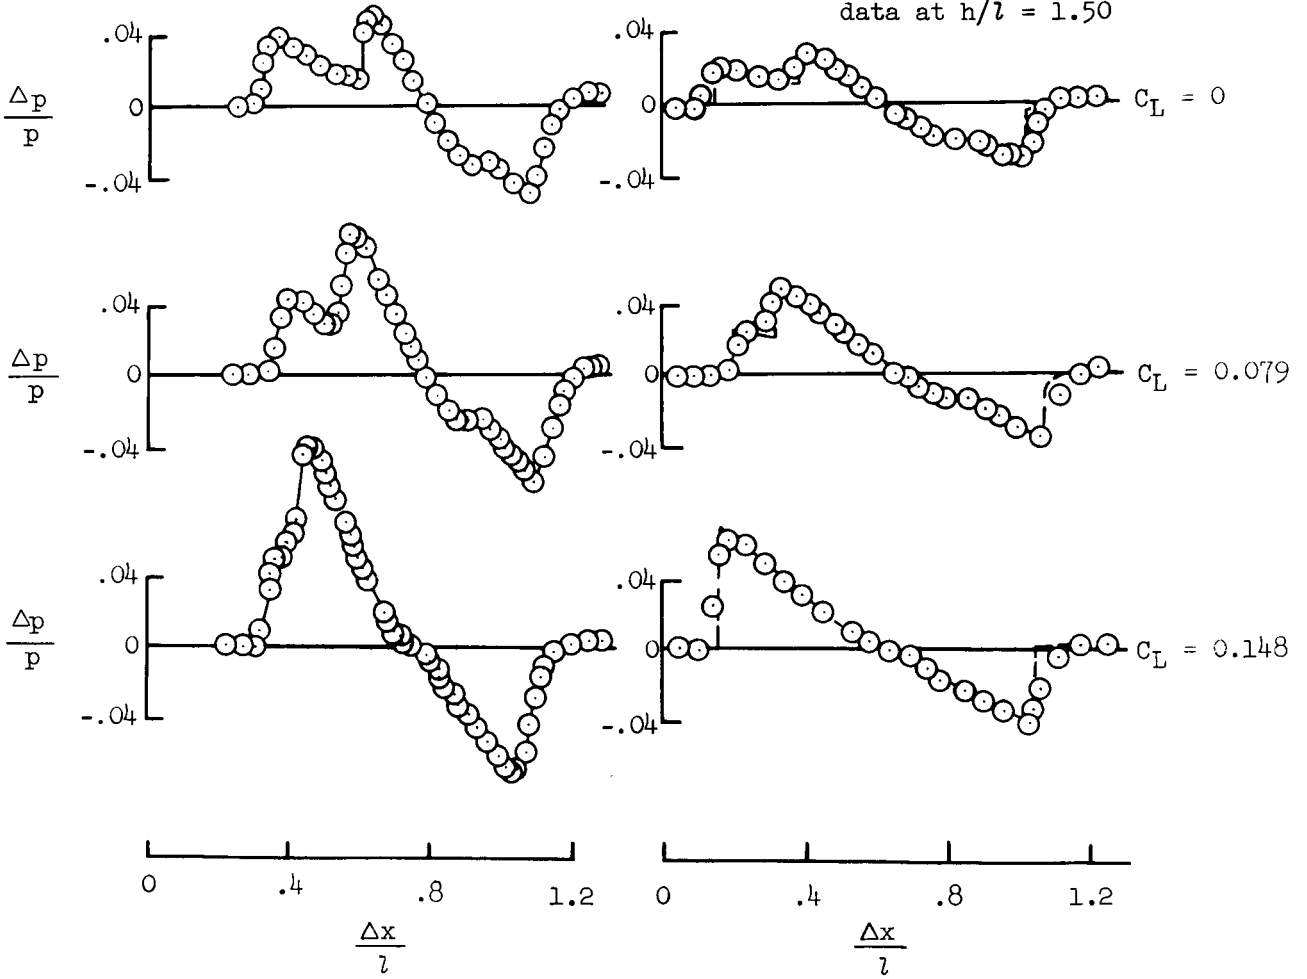 data at h/l = 1.50
.04
Δp
p
0
-.04
.04
0
-.04
C_L = 0
.04
Δp
p
0
-.04
.04
0
-.04
C_L = 0.079
.04
Δp
p
0
-.04
.04
0
-.04
C_L = 0.148
0 .4 .8 1.2
Δx
l
0 .4 .8 1.2
Δx
l